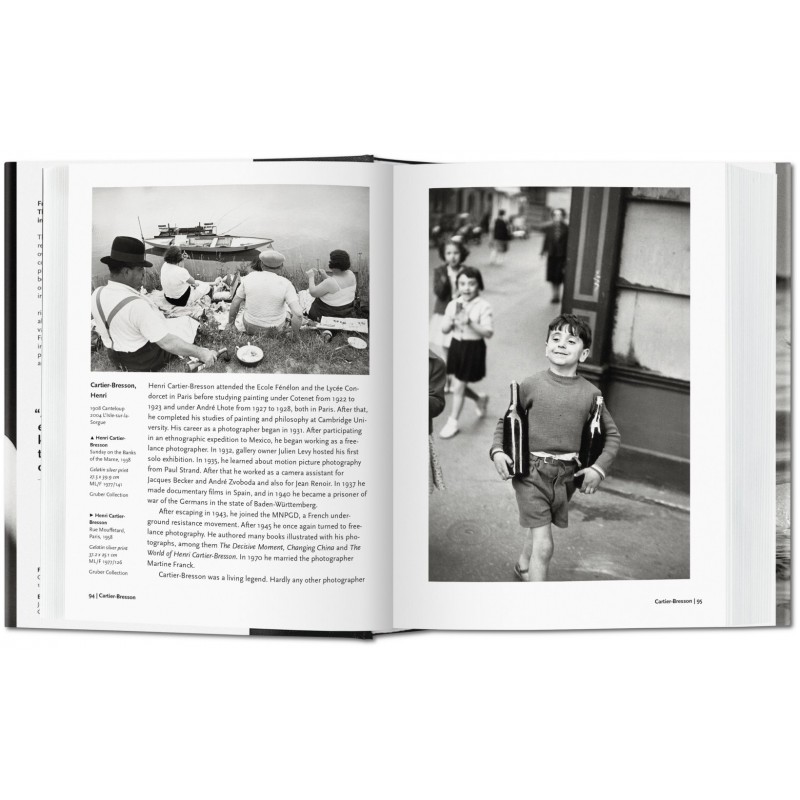 Cartier-Bresson,
Henri
1908 Canteloup
2004 L'Isle-sur-la-
Sorgue
▲ Henri Cartier-
Bresson
Sunday on the Banks
of the Marne, 1938
Gelatin silver print
ML/F 1977/141
Gruber Collection
► Henri Cartier-
Bresson
Rue Mouffetard,
Paris, 1958
Gelatin silver print
ML/F 1977/126
Gruber Collection
Henri Cartier-Bresson attended the Ecole Fénélon and the Lycée Con-
dorcet in Paris before studying painting under Cotenet from 1922 to
1923 and under André Lhote from 1927 to 1928, both in Paris. After that,
he completed his studies of painting and philosophy at Cambridge Uni-
versity. His career as a photographer began in 1931. After participating
in an ethnographic expedition to Mexico, he began working as a free-
lance photographer. In 1932, gallery owner Julien Levy hosted his first
solo exhibition. In 1935, he learned about motion picture photography
from Paul Strand. After that he worked as a camera assistant for
Jacques Becker and André Zvoboda and also for Jean Renoir. In 1937 he
made documentary films in Spain, and in 1940 he became a prisoner of
war of the Germans in the state of Baden-Württemberg.
After escaping in 1943, he joined the MNPGD, a French under-
ground resistance movement. After 1945 he once again turned to free-
lance photography. He authored many books illustrated with his pho-
tographs, among them The Decisive Moment, Changing China and The
World of Henri Cartier-Bresson. In 1970 he married the photographer
Martine Franck.
Cartier-Bresson was a living legend. Hardly any other photographer
94 | Cartier-Bresson
Cartier-Bresson | 95